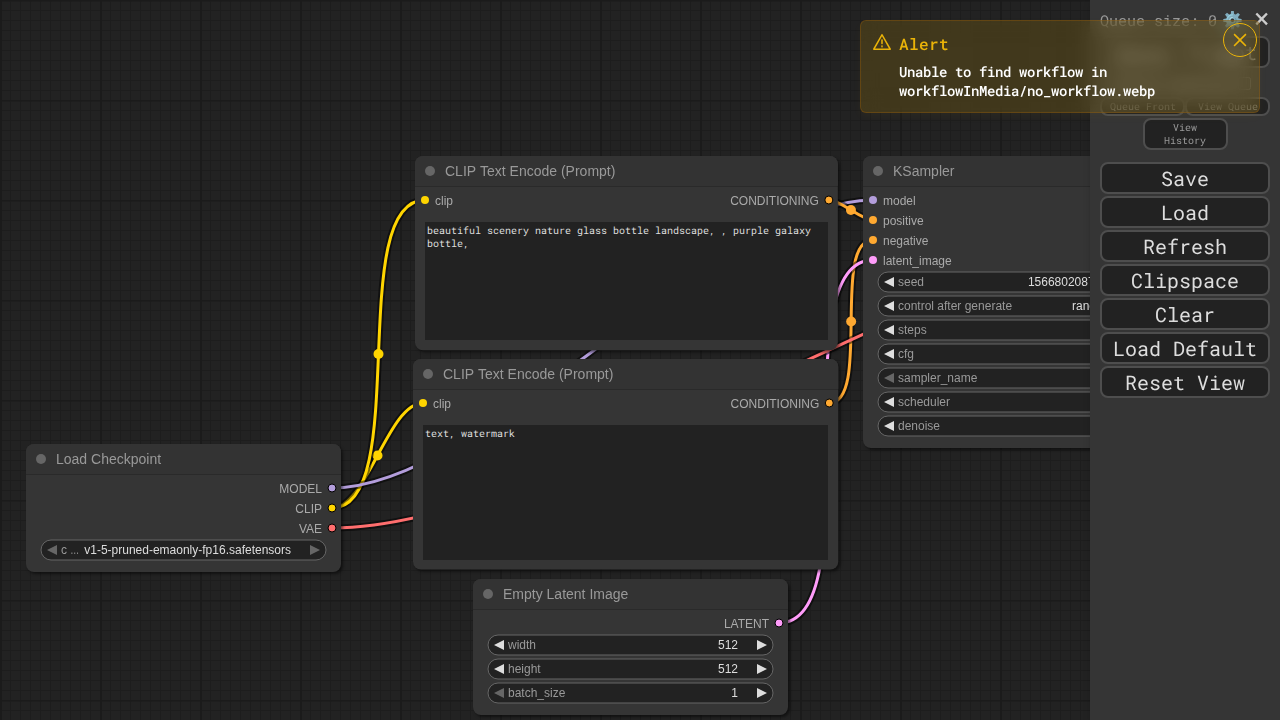 Queue size: 0
Alert
Unable to find workflow in
workflowInMedia/no_workflow.webp
Queue Front
View Queue
View
History
Save
Load
Refresh
Clipspace
Clear
Load Default
Reset View
CLIP Text Encode (Prompt)
clip
CONDITIONING
beautiful scenery nature glass bottle landscape, , purple galaxy
bottle,
KSampler
model
positive
negative
latent_image
seed
control after generate
steps
cfg
sampler_name
scheduler
denoise
CLIP Text Encode (Prompt)
clip
CONDITIONING
text, watermark
Load Checkpoint
MODEL
CLIP
VAE
c ... v1-5-pruned-emaonly-fp16.safetensors
Empty Latent Image
LATENT
width 512
height 512
batch_size 1